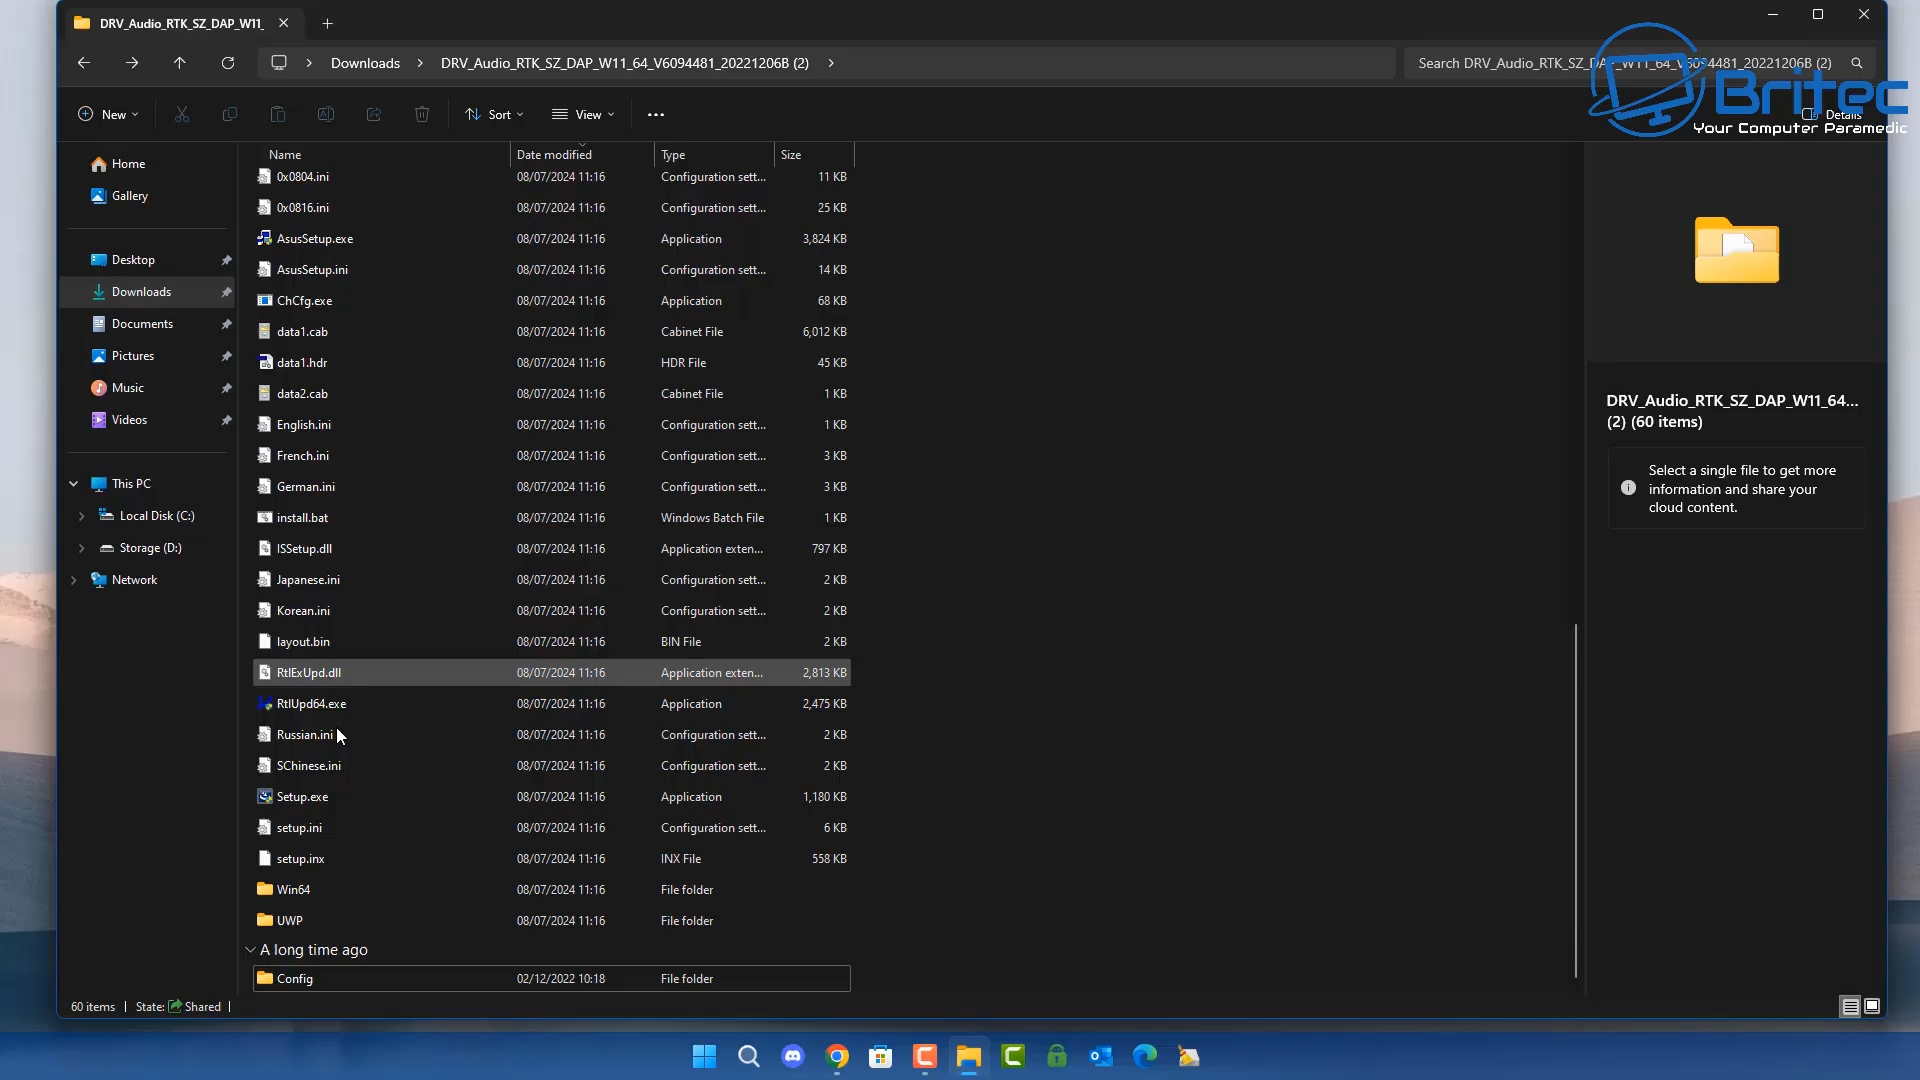 DRV_Audio_RTK_SZ_DAP_W11_
Downloads
DRV_Audio_RTK_SZ_DAP_W11_64_V6094481_20221206B (2)
Search DRV_Audio_RTK_SZ_DAP_W11_64_V6094481_20221206B (2)
Britec
Your Computer Paramedic
New
Sort
View
Details
Name Date modified Type Size
0x0804.ini 08/07/2024 11:16 Configuration sett... 11 KB
0x0816.ini 08/07/2024 11:16 Configuration sett... 25 KB
AsusSetup.exe 08/07/2024 11:16 Application 3,824 KB
AsusSetup.ini 08/07/2024 11:16 Configuration sett... 14 KB
ChCfg.exe 08/07/2024 11:16 Application 68 KB
data1.cab 08/07/2024 11:16 Cabinet File 6,012 KB
data1.hdr 08/07/2024 11:16 HDR File 45 KB
data2.cab 08/07/2024 11:16 Cabinet File 1 KB
English.ini 08/07/2024 11:16 Configuration sett... 1 KB
French.ini 08/07/2024 11:16 Configuration sett... 3 KB
German.ini 08/07/2024 11:16 Configuration sett... 3 KB
install.bat 08/07/2024 11:16 Windows Batch File 1 KB
ISSetup.dll 08/07/2024 11:16 Application exten... 797 KB
Japanese.ini 08/07/2024 11:16 Configuration sett... 2 KB
Korean.ini 08/07/2024 11:16 Configuration sett... 2 KB
layout.bin 08/07/2024 11:16 BIN File 2 KB
RtlExUpd.dll 08/07/2024 11:16 Application exten... 2,813 KB
RtlUpd64.exe 08/07/2024 11:16 Application 2,475 KB
Russian.ini 08/07/2024 11:16 Configuration sett... 2 KB
SChinese.ini 08/07/2024 11:16 Configuration sett... 2 KB
Setup.exe 08/07/2024 11:16 Application 1,180 KB
setup.ini 08/07/2024 11:16 Configuration sett... 6 KB
setup.inx 08/07/2024 11:16 INX File 558 KB
Win64 08/07/2024 11:16 File folder
UWP 08/07/2024 11:16 File folder
A long time ago
Config 02/12/2022 10:18 File folder
Home
Gallery
Desktop
Downloads
Documents
Pictures
Music
Videos
This PC
Local Disk (C:)
Storage (D:)
Network
DRV_Audio_RTK_SZ_DAP_W11_64...
(2) (60 items)
Select a single file to get more
information and share your
cloud content.
60 items
State: Shared